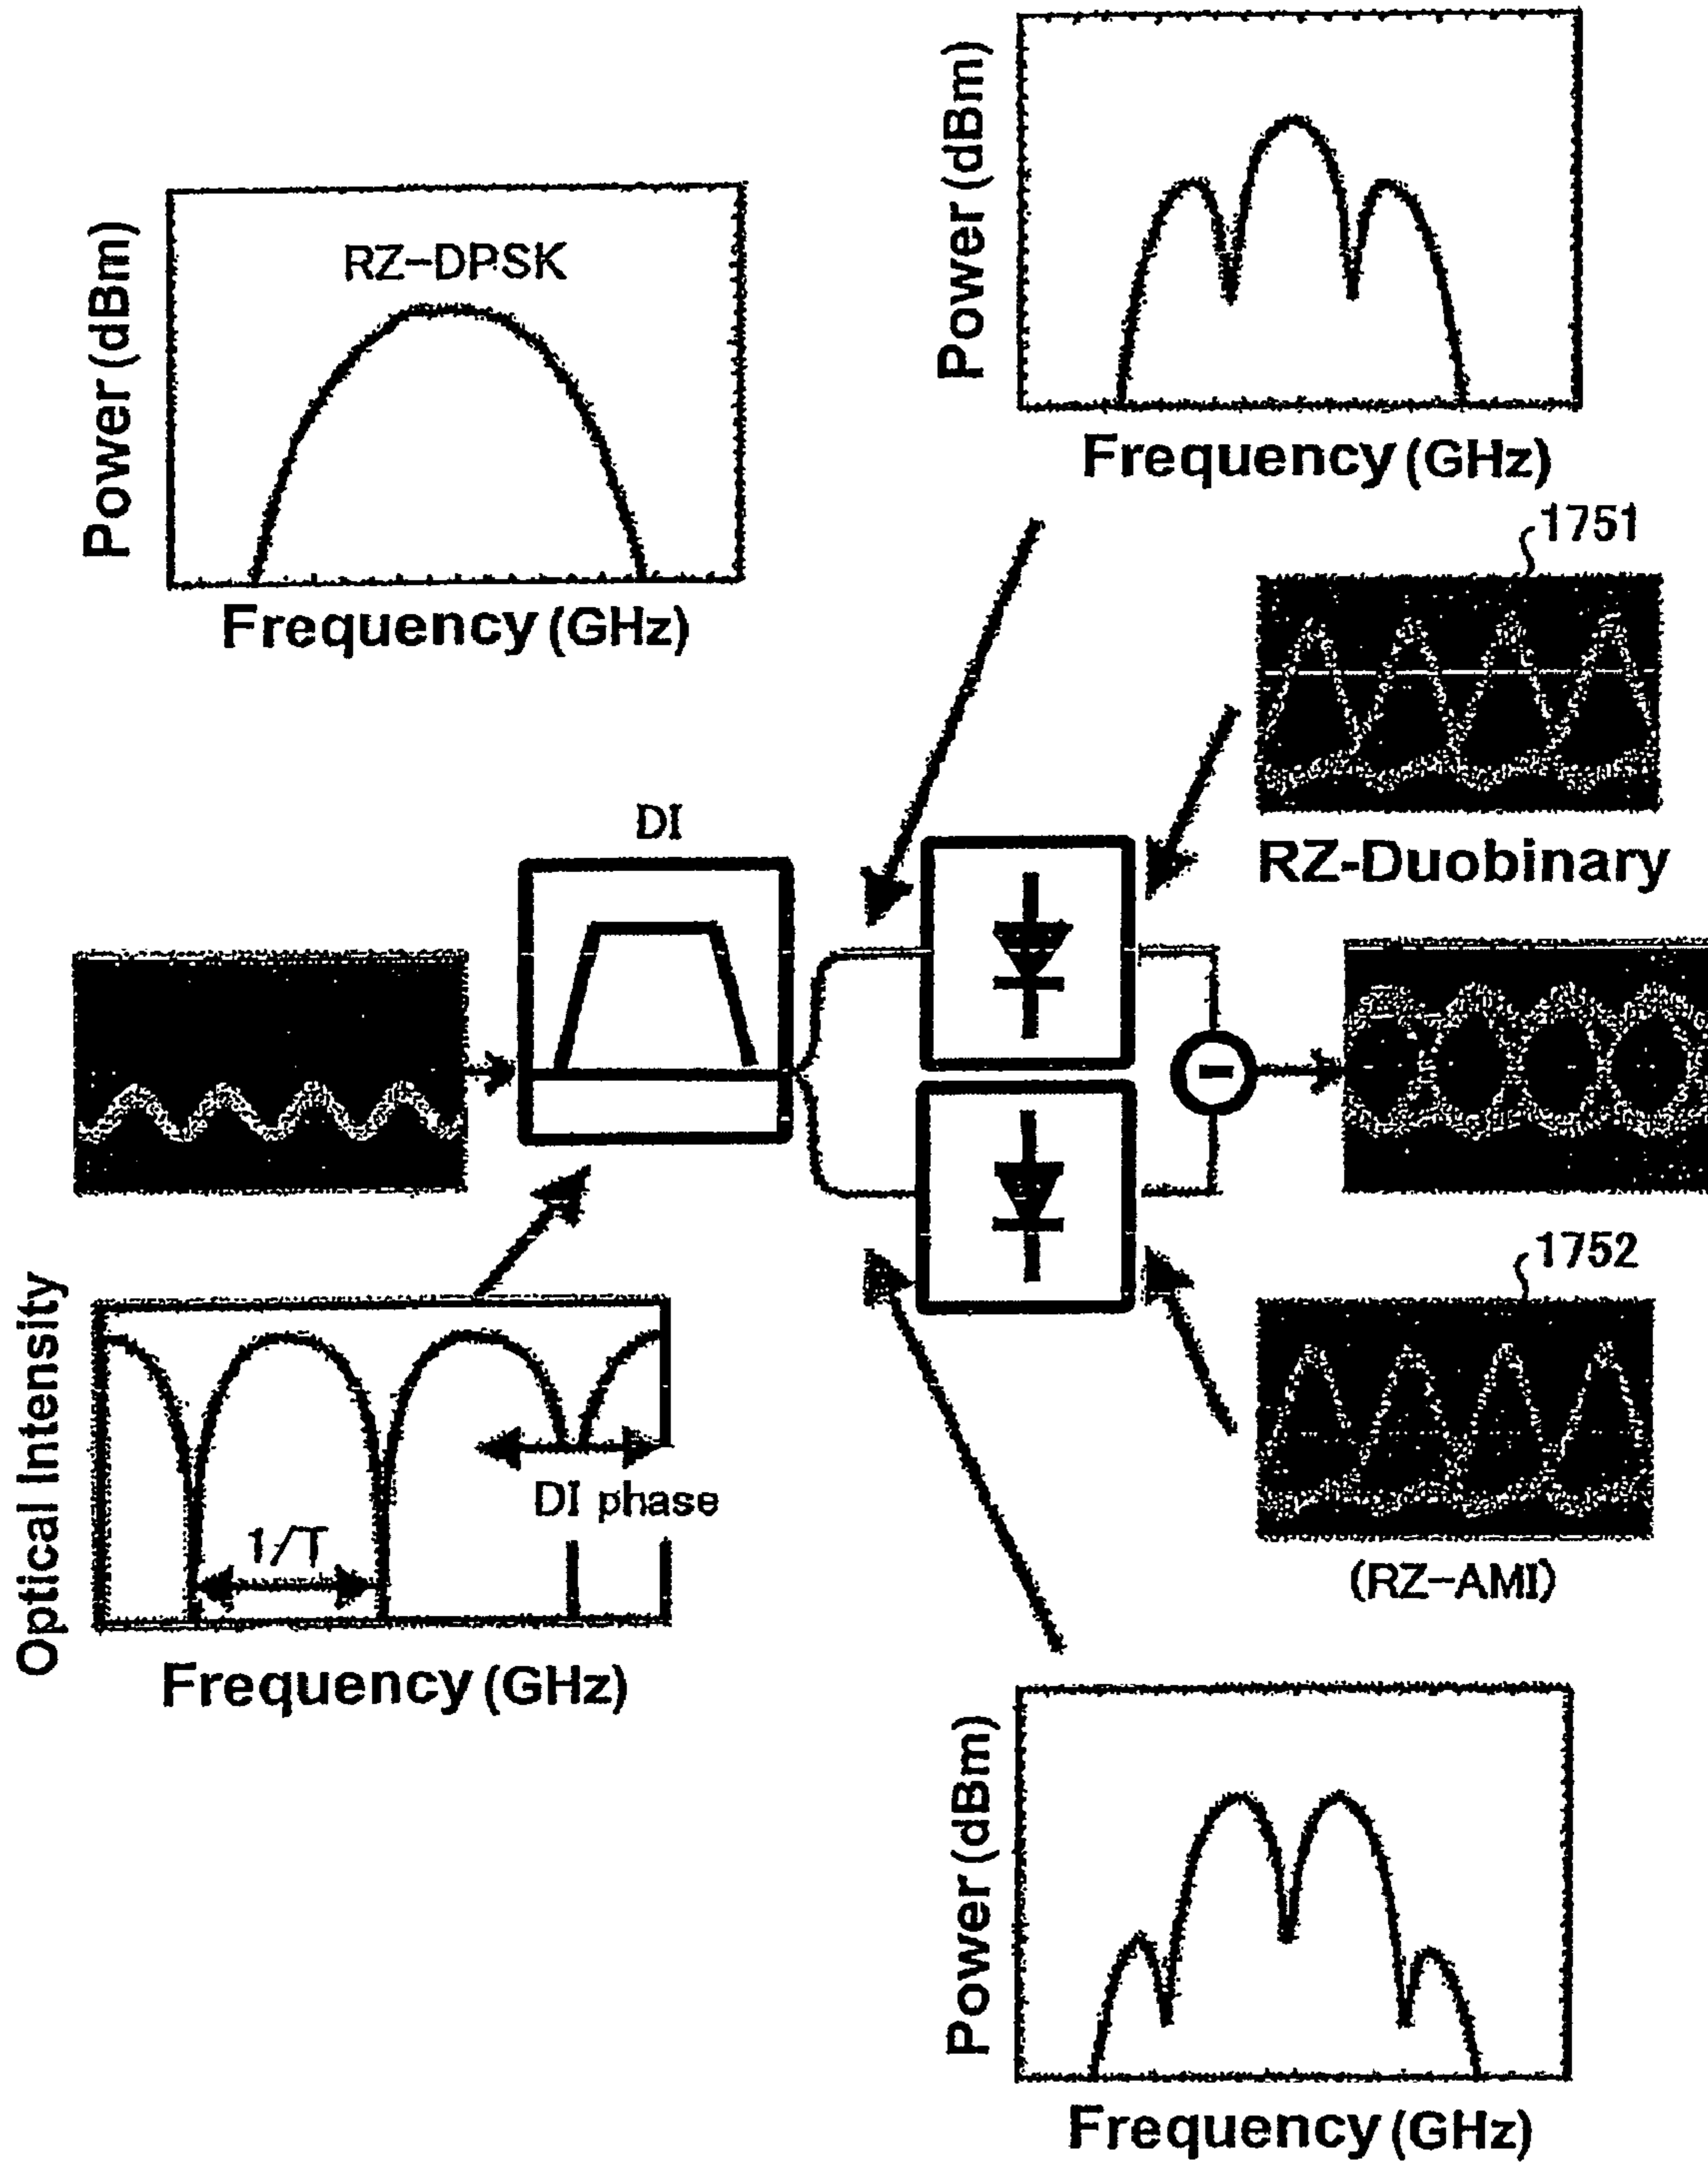 Power (dBm)
Frequency (GHz)
Power (dBm)
RZ-DPSK
Frequency (GHz)
1751
RZ-Duobinary
DI
1752
(RZ-AMI)
Optical Intensity
DI phase
1/T
Frequency (GHz)
Power (dBm)
Frequency (GHz)